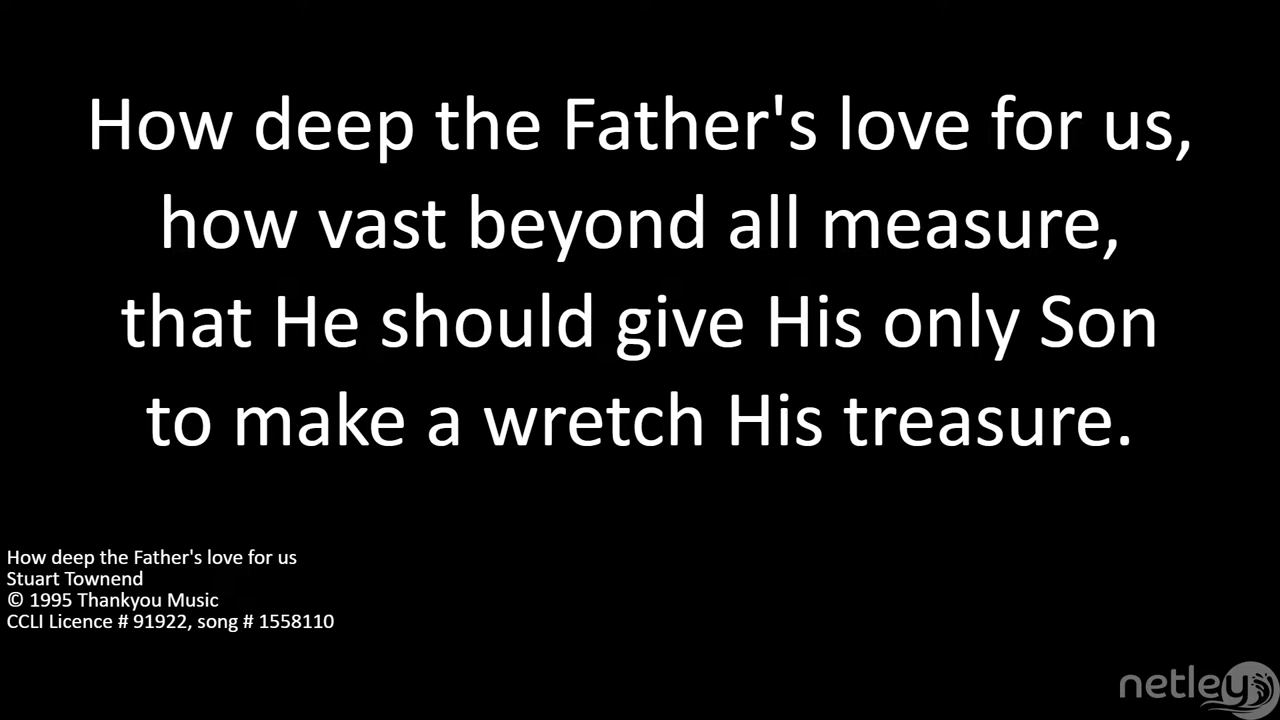 How deep the Father's love for us,
how vast beyond all measure,
that He should give His only Son
to make a wretch His treasure.
How deep the Father's love for us
Stuart Townend
© 1995 Thankyou Music
CCLI Licence # 91922, song # 1558110
netley